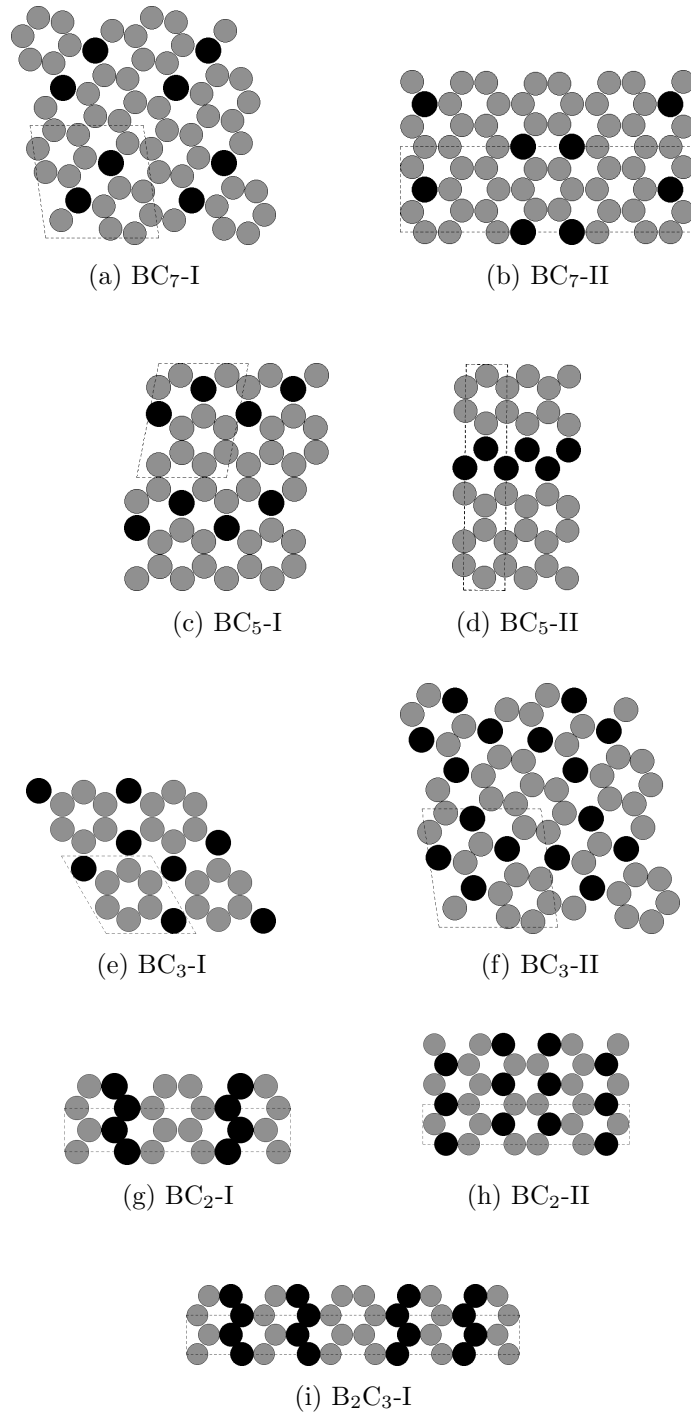 (a) BC₇-I
(b) BC₇-II
(c) BC₅-I
(d) BC₅-II
(e) BC₃-I
(f) BC₃-II
(g) BC₂-I
(h) BC₂-II
(i) B₂C₃-I